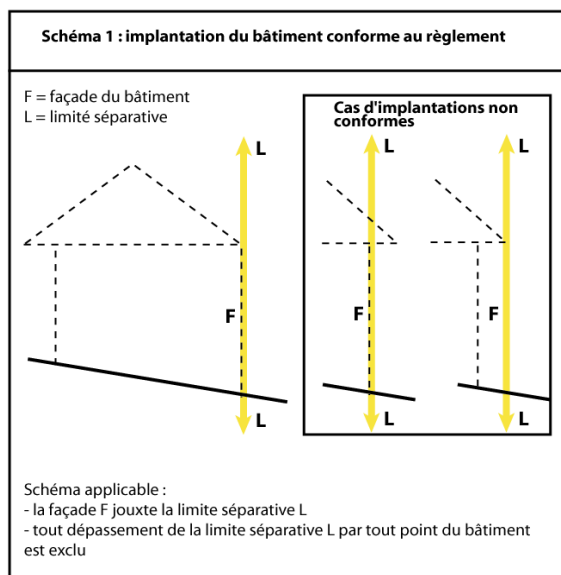 Schéma 1 : implantation du bâtiment conforme au règlement
F = façade du bâtiment
L = limité séparative
Cas d'implantations non
conformes
L
L
L
F
F
F
L
L
L
Schéma applicable :
- la façade F jouxte la limite séparative L
- tout dépassement de la limite séparative L par tout point du bâtiment
est exclu